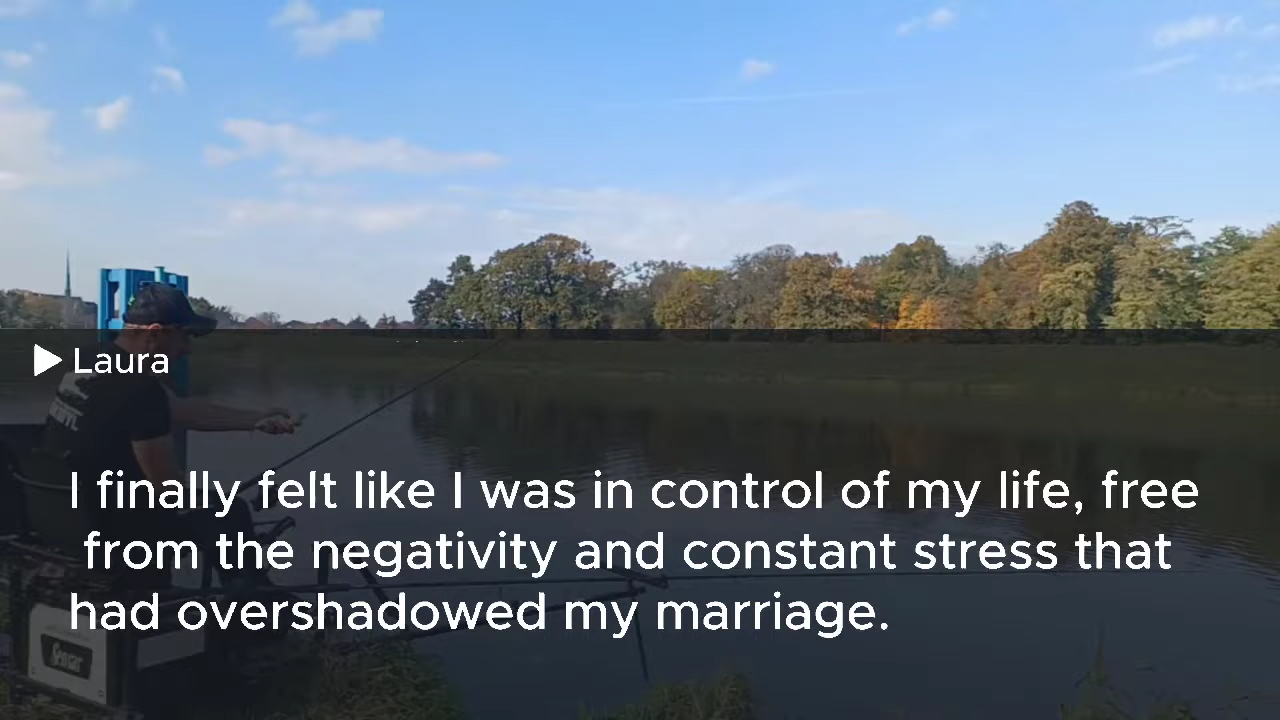 Laura
I finally felt like I was in control of my life, free
from the negativity and constant stress that
had overshadowed my marriage.